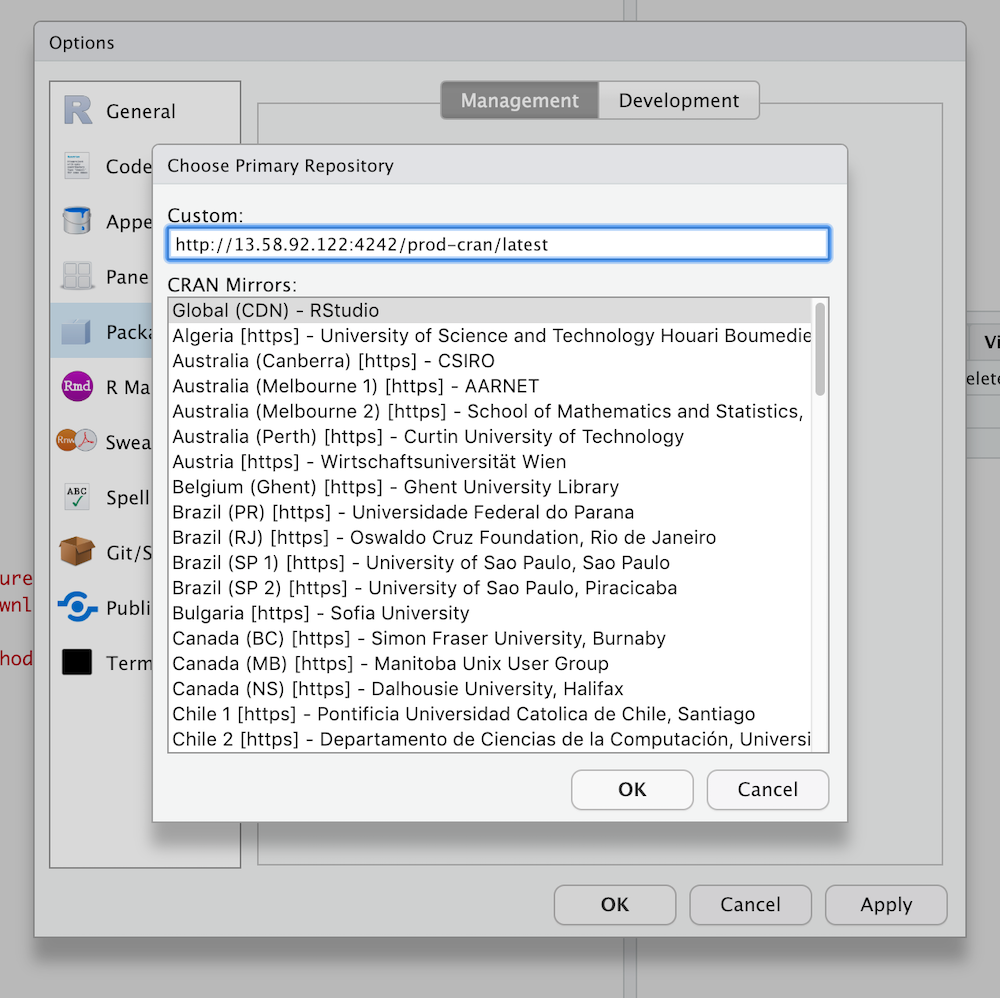 Options
General
Code
Appe
Pane
Packa
R Ma
Swea
Spell
Git/S
Publi
Term
Rmd
Rnw
ABC
Management
Development
Choose Primary Repository
Custom:
http://13.58.92.122:4242/prod-cran/latest
CRAN Mirrors:
Global (CDN) - RStudio
Algeria [https] - University of Science and Technology Houari Boumedie
Australia (Canberra) [https] - CSIRO
Australia (Melbourne 1) [https] - AARNET
Australia (Melbourne 2) [https] - School of Mathematics and Statistics,
Australia (Perth) [https] - Curtin University of Technology
Austria [https] - Wirtschaftsuniversität Wien
Belgium (Ghent) [https] - Ghent University Library
Brazil (PR) [https] - Universidade Federal do Parana
Brazil (RJ) [https] - Oswaldo Cruz Foundation, Rio de Janeiro
Brazil (SP 1) [https] - University of Sao Paulo, Sao Paulo
Brazil (SP 2) [https] - University of Sao Paulo, Piracicaba
Bulgaria [https] - Sofia University
Canada (BC) [https] - Simon Fraser University, Burnaby
Canada (MB) [https] - Manitoba Unix User Group
Canada (NS) [https] - Dalhousie University, Halifax
Chile 1 [https] - Pontificia Universidad Catolica de Chile, Santiago
Chile 2 [https] - Departamento de Ciencias de la Computación, Universi
OK
Cancel
OK
Cancel
Apply
ure
wnl
hod
Vi
elete